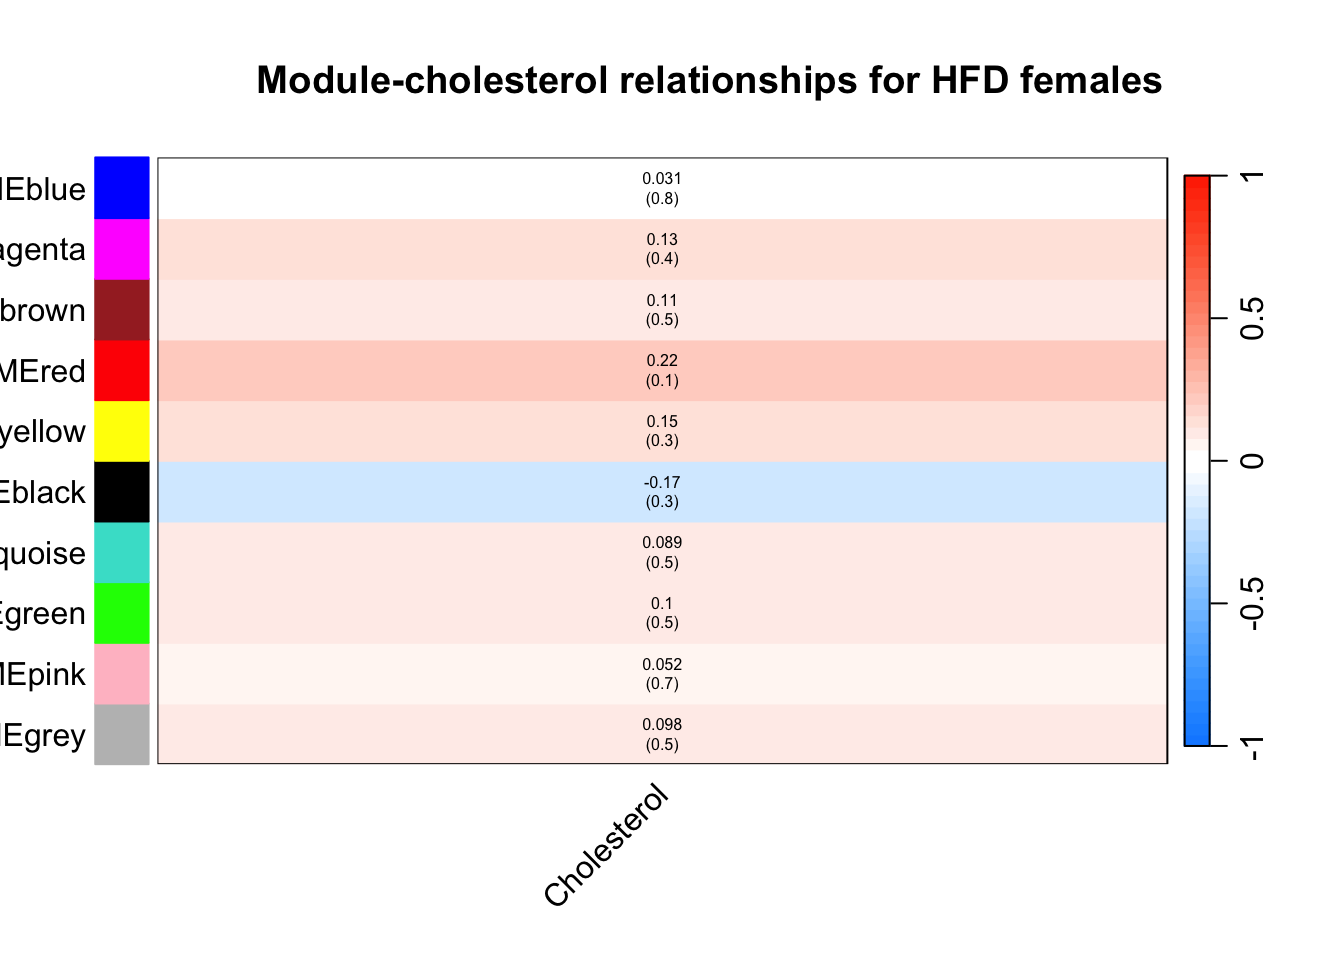 Module-cholesterol relationships for HFD females
Eblue
0.031
(0.8)
agenta
0.13
(0.4)
brown
0.11
(0.5)
MEred
0.22
(0.1)
yellow
0.15
(0.3)
Eblack
-0.17
(0.3)
quoise
0.089
(0.5)
Egreen
0.1
(0.5)
MEpink
0.052
(0.7)
Egrey
0.098
(0.5)
Cholesterol
1
0.5
0
-0.5
-1